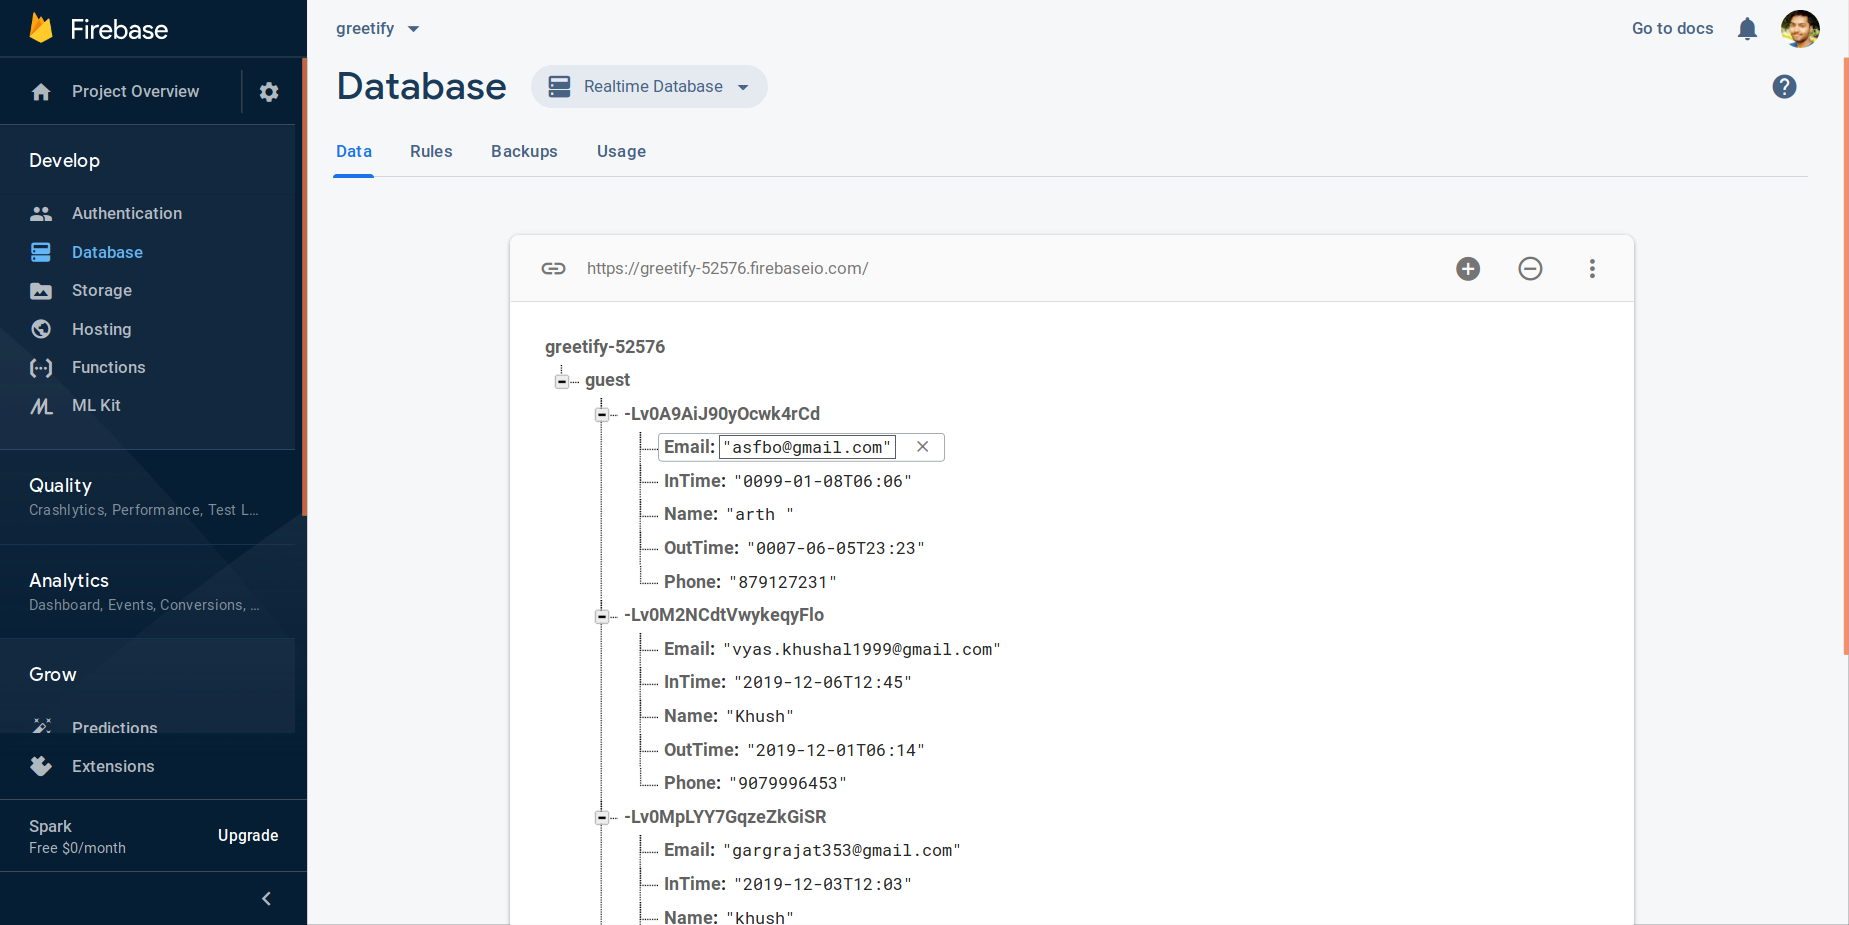 Firebase
Project Overview
Develop
Authentication
Database
Storage
Hosting
Functions
ML Kit
Quality
Crashlytics, Performance, Test L...
Analytics
Dashboard, Events, Conversions, ...
Grow
Predictions
Extensions
Spark
Free $0/month
Upgrade
greetify
Go to docs
Database
Realtime Database
Data Rules Backups Usage
https://greetify-52576.firebaseio.com/
greetify-52576
guest
-Lv0A9AiJ90yOcwk4rCd
Email: "asfbo@gmail.com"
InTime: "0099-01-08T06:06"
Name: "arth "
OutTime: "0007-06-05T23:23"
Phone: "879127231"
-Lv0M2NCdtVwykeqyFlo
Email: "vyas.khushal1999@gmail.com"
InTime: "2019-12-06T12:45"
Name: "Khush"
OutTime: "2019-12-01T06:14"
Phone: "9079996453"
-Lv0MpLYY7GqzeZkGiSR
Email: "gargrajat353@gmail.com"
InTime: "2019-12-03T12:03"
Name: "khush"